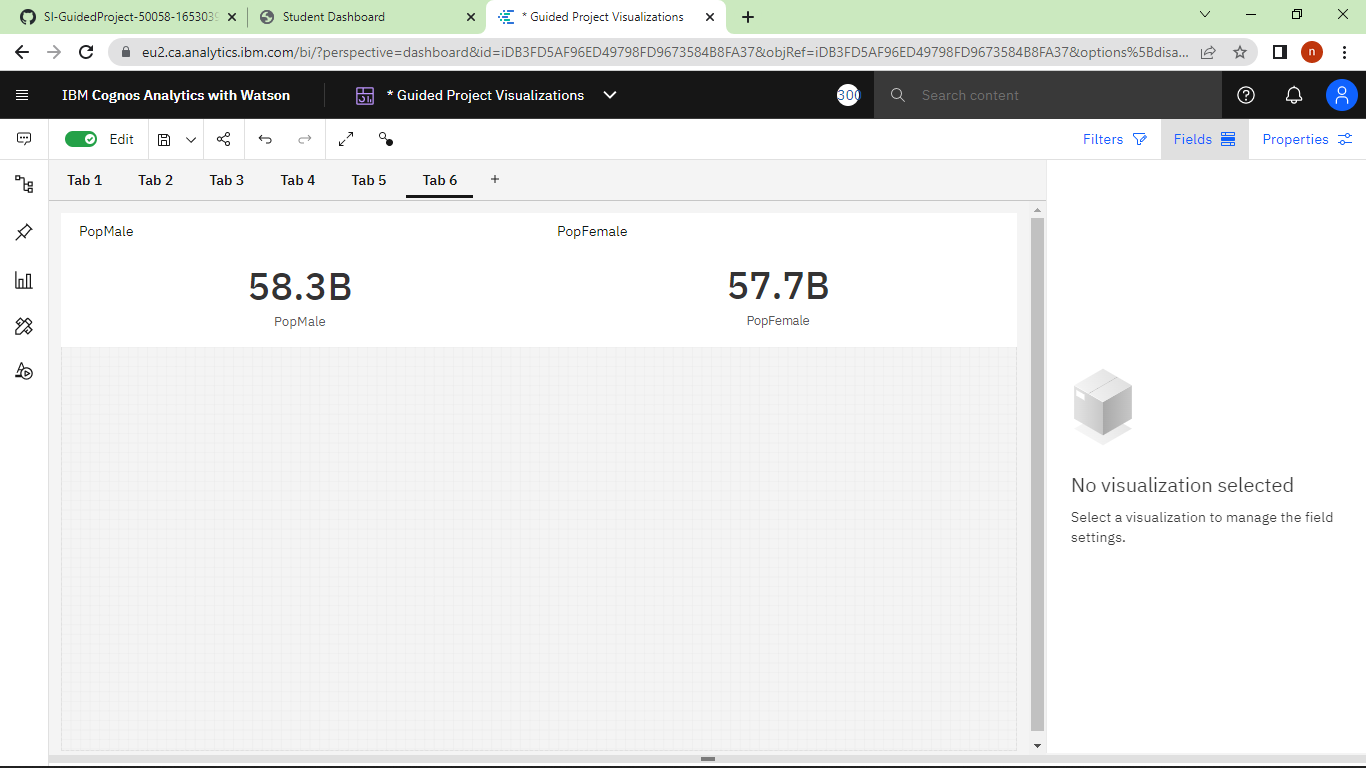 SI-GuidedProject-50058-1653039
Student Dashboard
* Guided Project Visualizations
eu2.ca.analytics.ibm.com/bi/?perspective=dashboard&id=iDB3FD5AF96ED49798FD9673584B8FA37&objRef=iDB3FD5AF96ED49798FD9673584B8FA37&options%5Bdisa...
n
IBM Cognos Analytics with Watson
* Guided Project Visualizations
300
Search content
Edit
Filters
Fields
Properties
Tab 1
Tab 2
Tab 3
Tab 4
Tab 5
Tab 6
PopMale
PopFemale
58.3B
57.7B
PopMale
PopFemale
No visualization selected
Select a visualization to manage the field
settings.